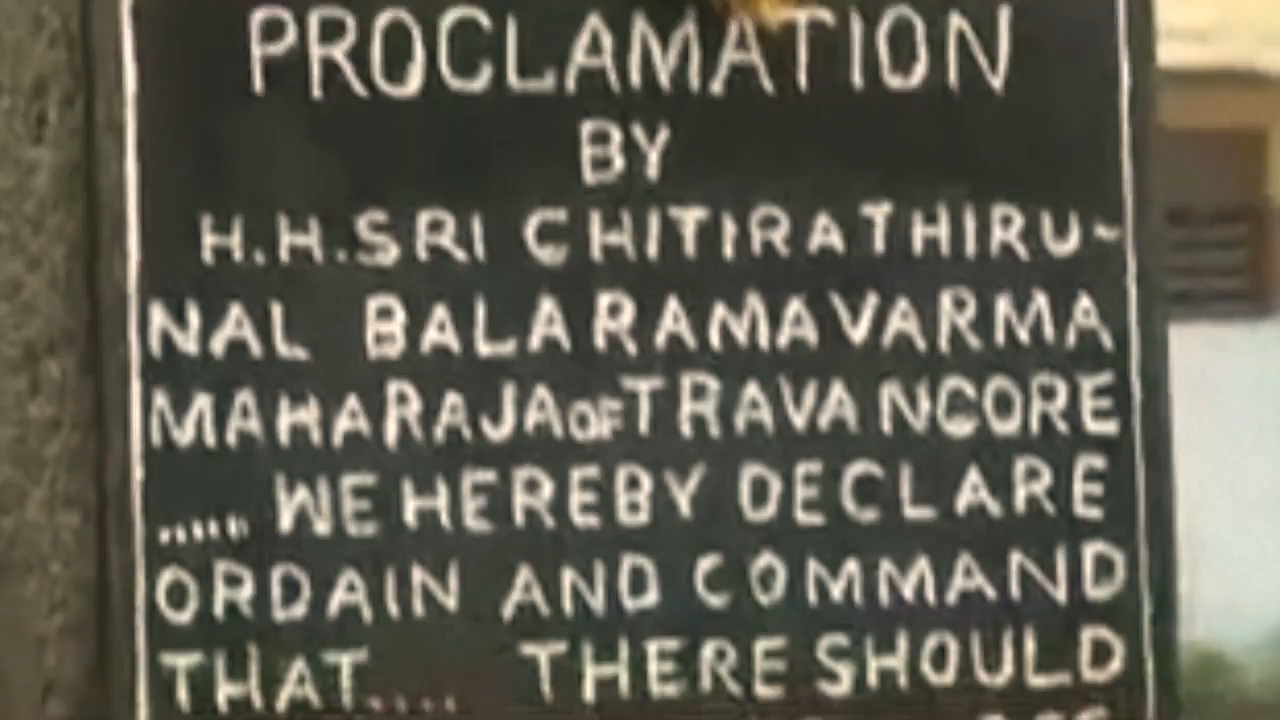 PROCLAMATION
BY
H.H.SRI CHITIRATHIRU~
NAL BALARAMAVARMA
MAHARAJA OF TRAVANCORE
..... WE HEREBY DECLARE
ORDAIN AND COMMAND
THAT.... THERE SHOULD